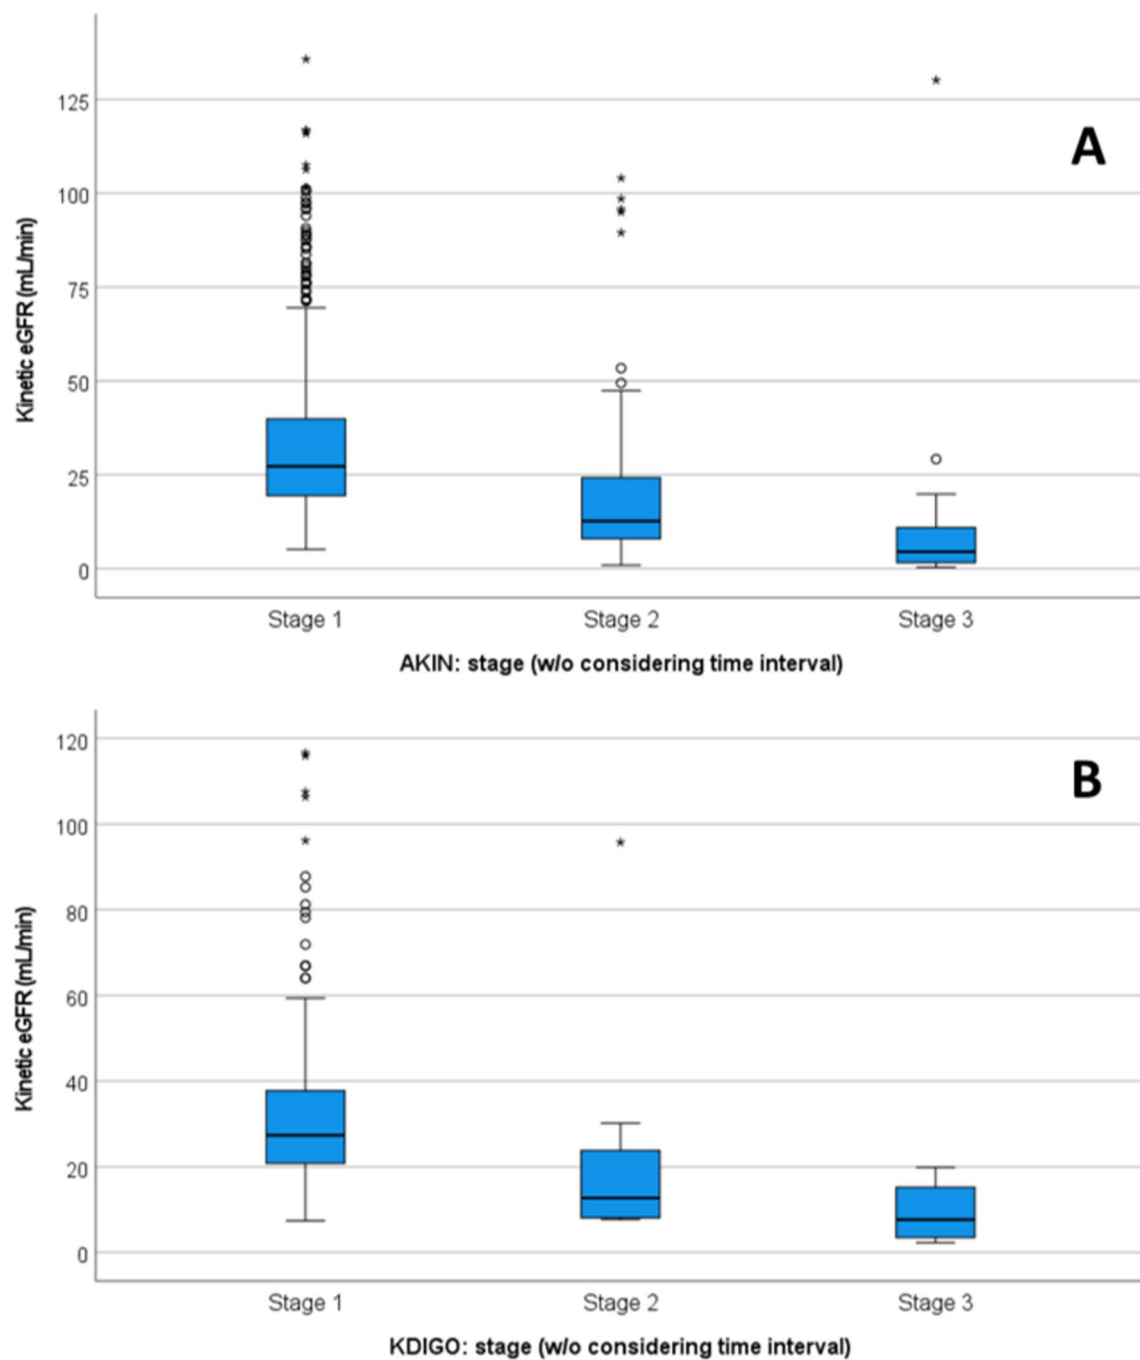 A
Kinetic eGFR (mL/min)
125
100
75
50
25
0
Stage 1 Stage 2 Stage 3
AKIN: stage (w/o considering time interval)
B
Kinetic eGFR (mL/min)
120
100
80
60
40
20
0
Stage 1 Stage 2 Stage 3
KDIGO: stage (w/o considering time interval)